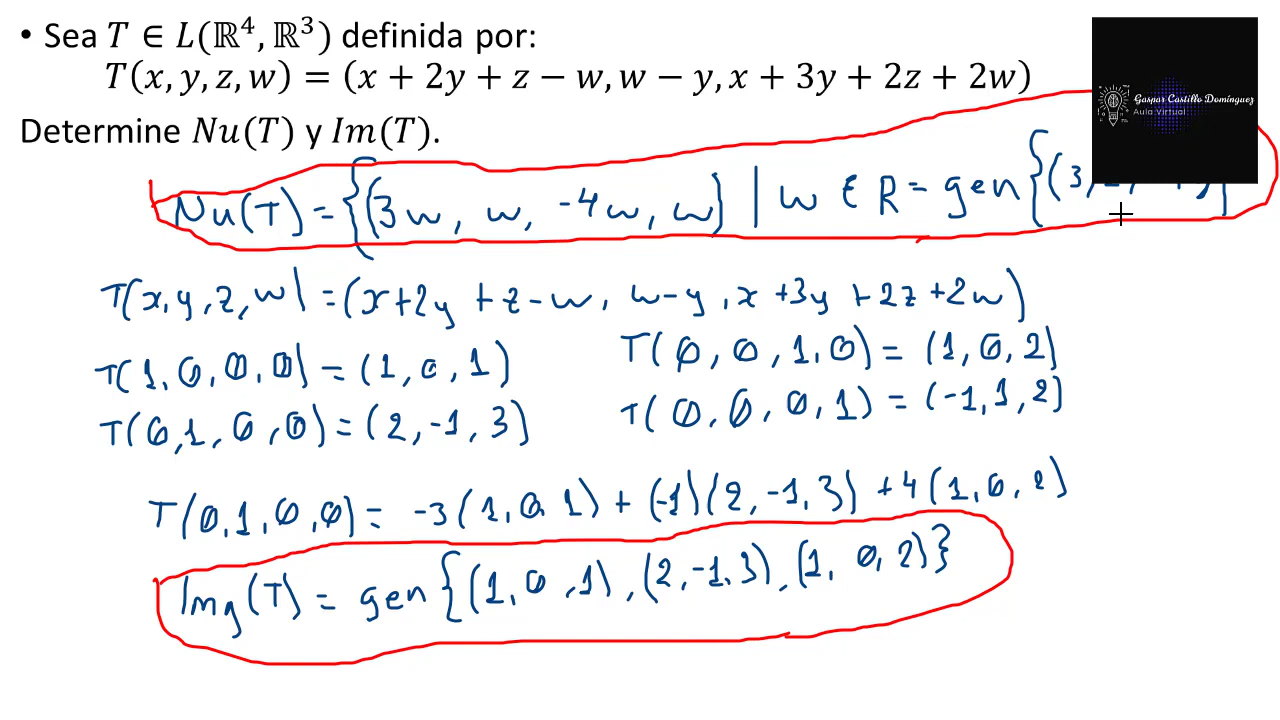 • Sea T ∈ L(ℝ⁴, ℝ³) definida por:
T(x, y, z, w) = (x + 2y + z − w, w − y, x + 3y + 2z + 2w)
Determine Nu(T) y Im(T).
Gaspar Castillo Domínguez
Aula Virtual
Nu(T) = {(3w, w, -4w, w} | w ∈ R = gen{(3,
T(x, y, z, w) = (x+2y +z -w, w-y, x +3y +2z +2w)
T(1, 0, 0, 0) = (1, 0, 1)
T(0, 0, 1, 0) = (1, 0, 2)
T(0, 1, 0, 0) = (2, -1, 3)
T(0, 0, 0, 1) = (-1, 1, 2)
T(0, 1, 0, 0) = -3(1, 0, 1) + (-1)(2, -1, 3) + 4(1, 0, 2)
Img(T) = gen{(1, 0, 1), (2, -1, 3), (1, 0, 2)}